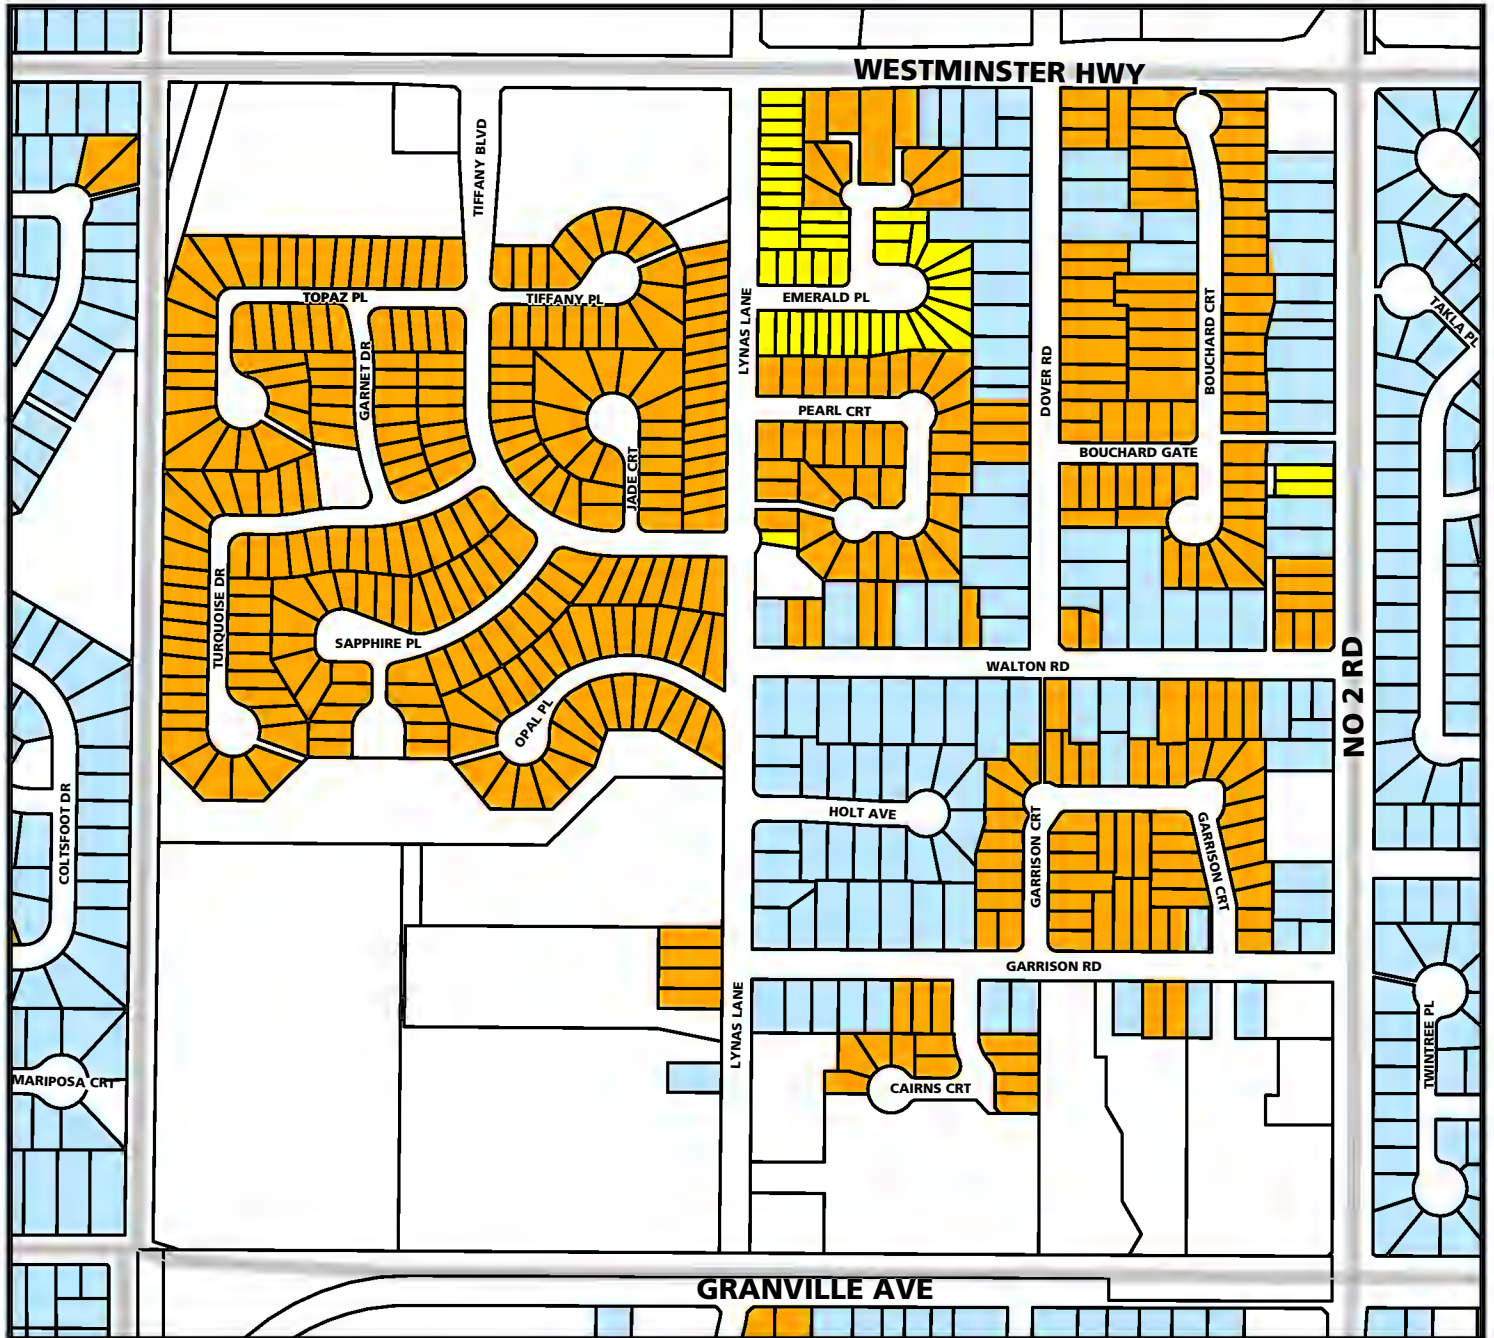 WESTMINSTER HWY
TIFFANY BLVD
TOPAZ PL
TIFFANY PL
LYNAS LANE
EMERALD PL
DOVER RD
BOUCHARD CRT
TAKLA PL
GARNET DR
PEARL CRT
BOUCHARD GATE
JADE CRT
TURQUOISE DR
SAPPHIRE PL
WALTON RD
NO 2 RD
OPAL PL
COLTSFOOT DR
HOLT AVE
GARRISON CRT
GARRISON CRT
GARRISON RD
LYNAS LANE
MARIPOSA CRT
CAIRNS CRT
TWINTREE PL
GRANVILLE AVE